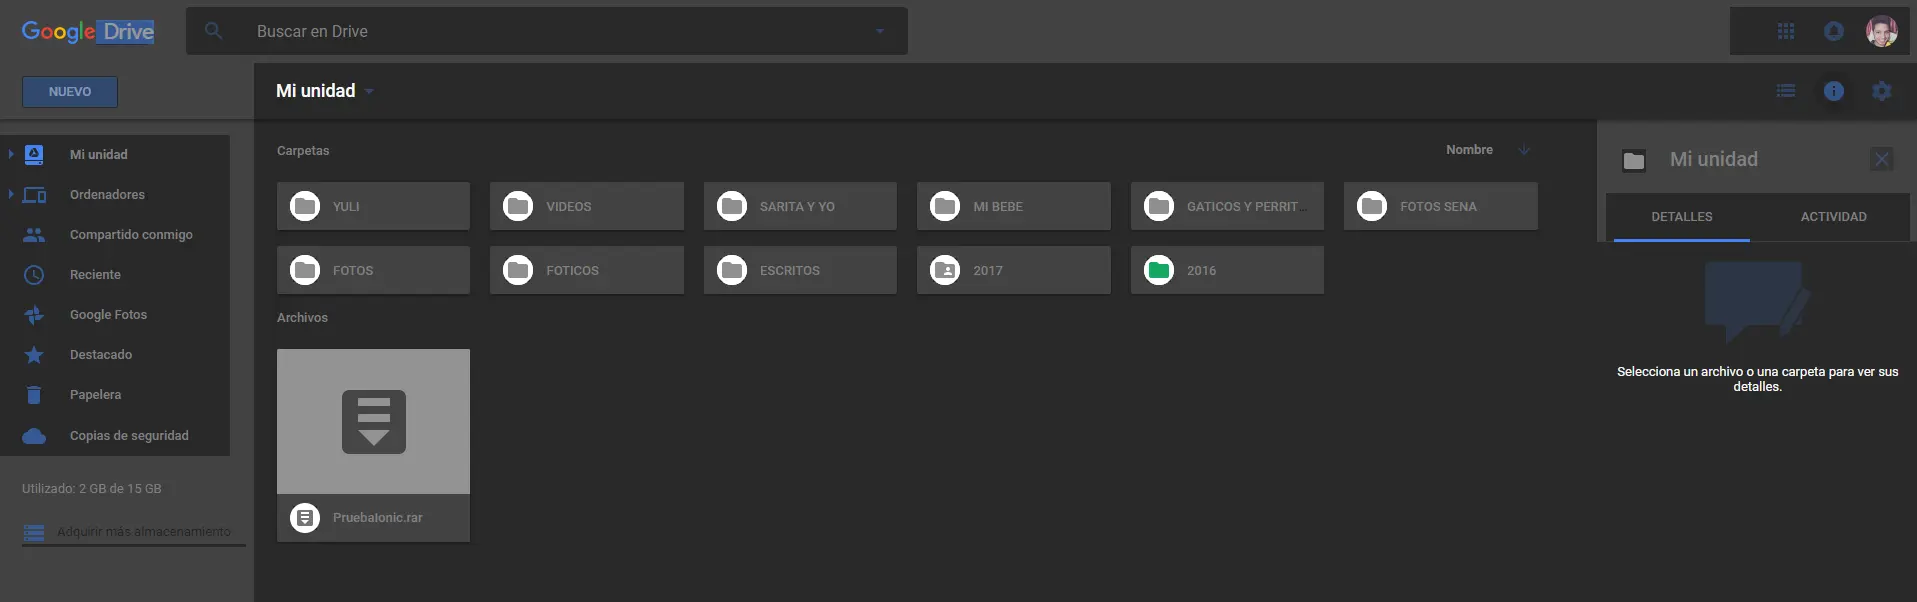 Google Drive
Buscar en Drive
NUEVO
Mi unidad
Mi unidad
Ordenadores
Compartido conmigo
Reciente
Google Fotos
Destacado
Papelera
Copias de seguridad
Utilizado: 2 GB de 15 GB
Adquirir más almacenamiento
Carpetas
Nombre
YULI
VIDEOS
SARITA Y YO
MI BEBE
GATICOS Y PERRIT...
FOTOS SENA
FOTOS
FOTICOS
ESCRITOS
2017
2016
Archivos
PruebaIonic.rar
Mi unidad
DETALLES
ACTIVIDAD
Selecciona un archivo o una carpeta para ver sus
detalles.